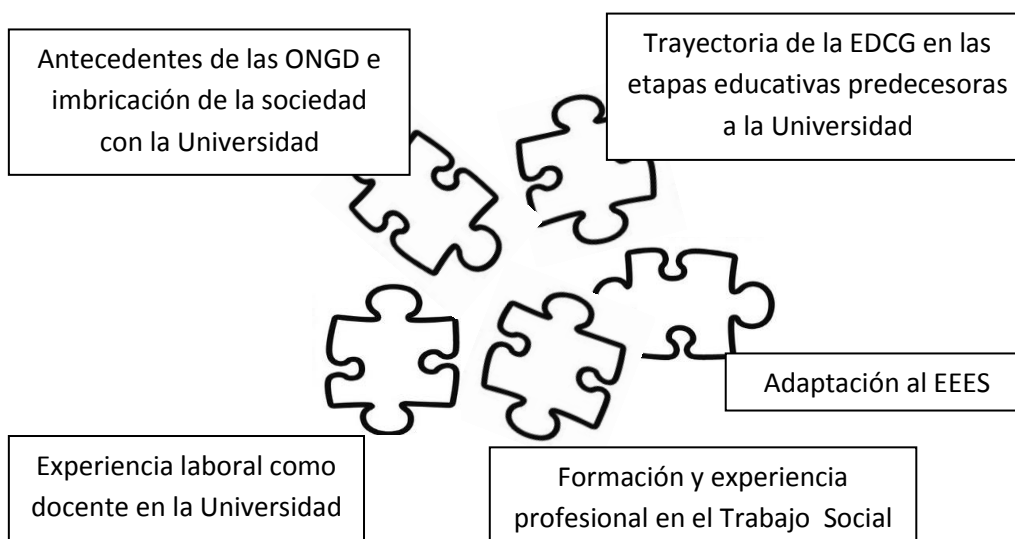 Antecedentes de las ONGD e
imbricación de la sociedad
con la Universidad
Trayectoria de la EDCG en las
etapas educativas predecesoras
a la Universidad
Adaptación al EEES
Experiencia laboral como
docente en la Universidad
Formación y experiencia
profesional en el Trabajo Social